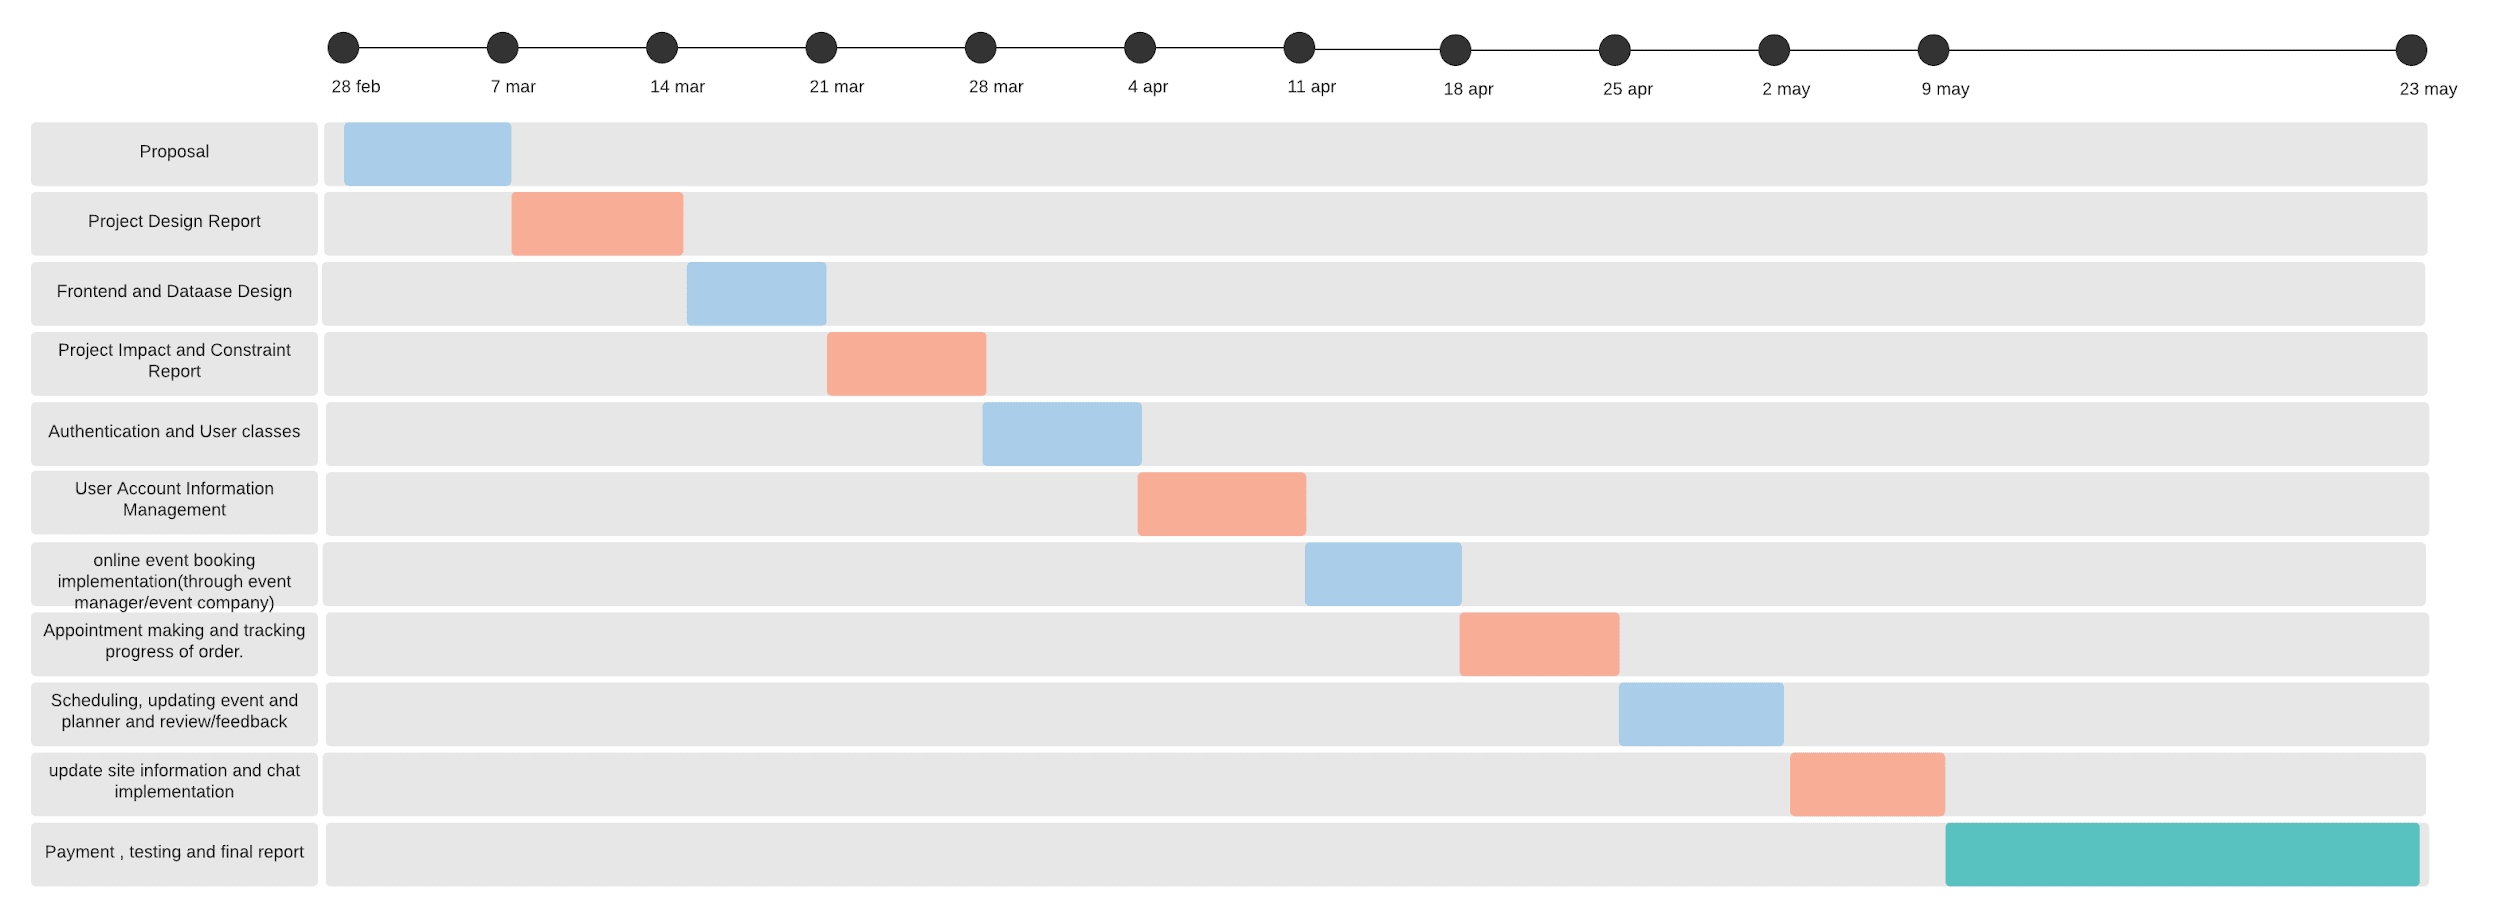 28 feb
7 mar
14 mar
21 mar
28 mar
4 apr
11 apr
18 apr
25 apr
2 may
9 may
23 may
Proposal
Project Design Report
Frontend and Dataase Design
Project Impact and Constraint
Report
Authentication and User classes
User Account Information
Management
online event booking
implementation(through event
manager/event company)
Appointment making and tracking
progress of order.
Scheduling, updating event and
planner and review/feedback
update site information and chat
implementation
Payment , testing and final report